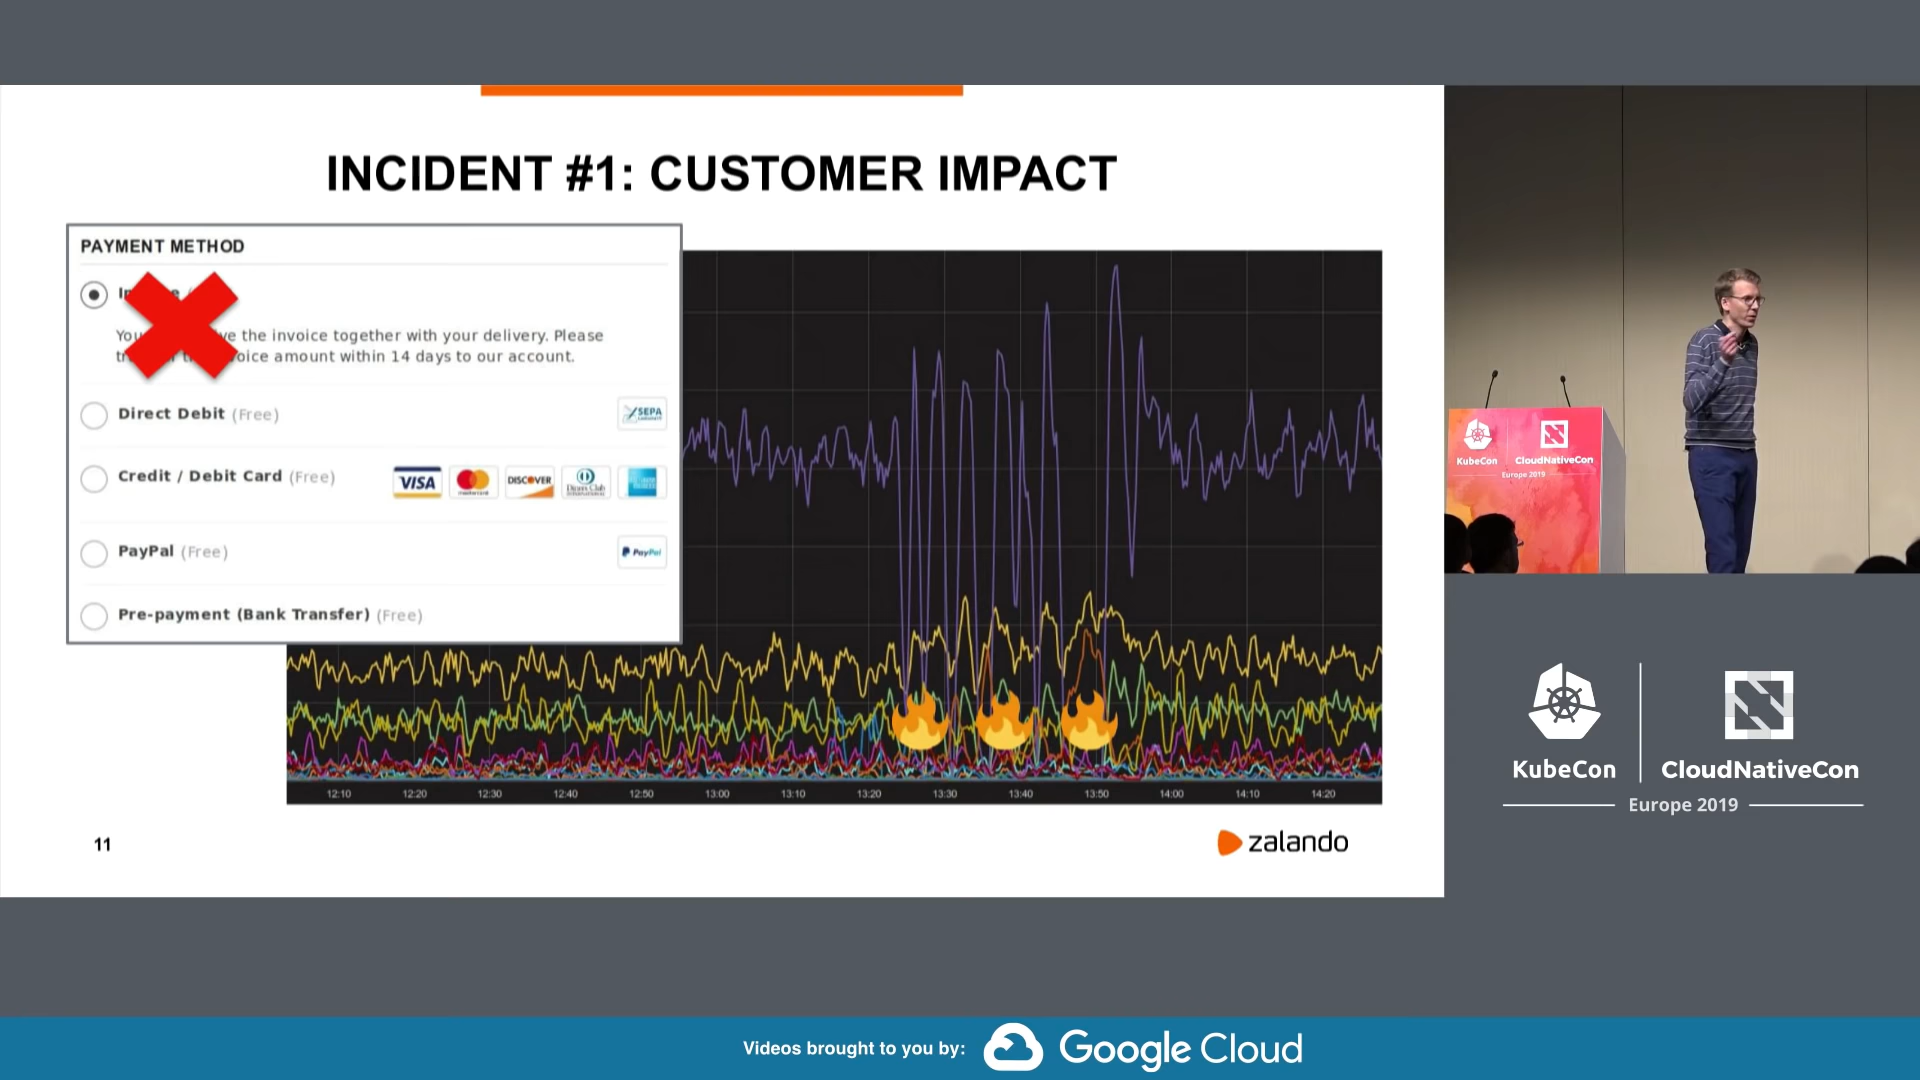 INCIDENT #1: CUSTOMER IMPACT
PAYMENT METHOD
the invoice together with your delivery. Please
amount within 14 days to our account.
Direct Debit (Free)
SEPA
Credit / Debit Card (Free)
VISA
DISCOVER
Diners Club
PayPal (Free)
PayPal
Pre-payment (Bank Transfer) (Free)
12:10 12:20 12:30 12:40 12:50 13:00 13:10 13:20 13:30 13:40 13:50 14:00 14:10 14:20
11
zalando
KubeCon
CloudNativeCon
Europe 2019
KubeCon
CloudNativeCon
Europe 2019
Videos brought to you by:
Google Cloud